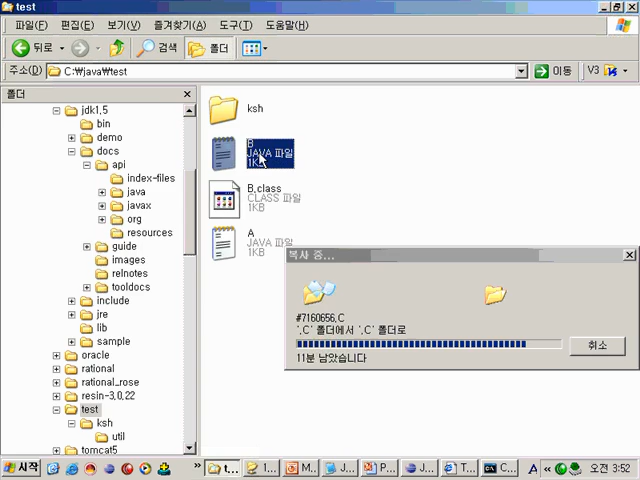 test
파일(F) 편집(E) 보기(V) 즐겨찾기(A) 도구(T) 도움말(H)
뒤로 검색 폴더
주소(D) C:₩java₩test 이동 V3
폴더
jdk1,5
bin
demo
docs
api
index-files
java
javax
org
resources
guide
images
relnotes
tooldocs
include
jre
lib
sample
oracle
rational
rational_rose
resin-3,0,22
test
ksh
util
tomcat5
ksh
B
JAVA 파일
1KB
B,class
CLASS 파일
1KB
A
JAVA 파일
1KB
복사 중...
#7160656,C
',C' 폴더에서 ',C' 폴더로
취소
11분 남았습니다
시작 t... 1... M... J... P... J... T... C... A 오전 3:52